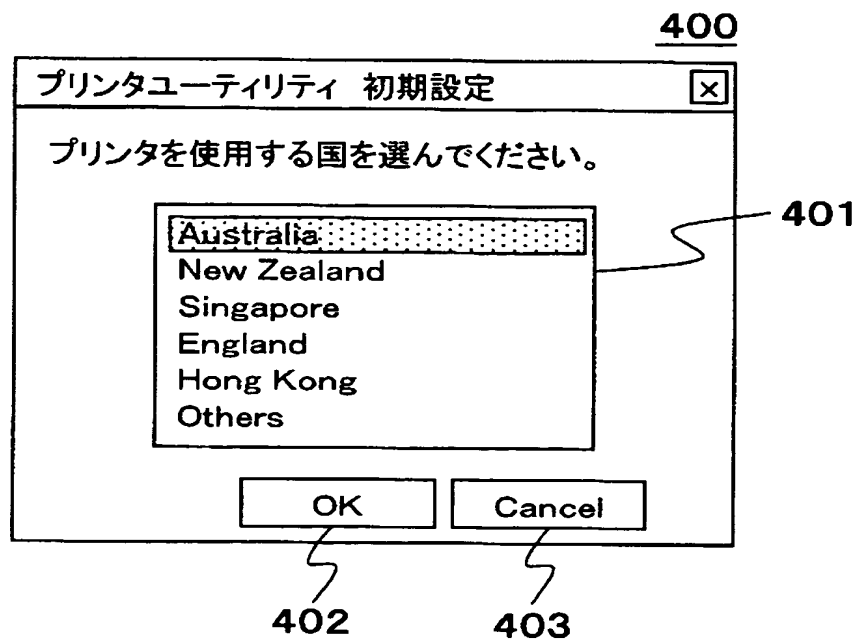 400
プリンタユーティリティ 初期設定 ×
プリンタを使用する国を選んでください。
401
Australia
New Zealand
Singapore
England
Hong Kong
Others
OK Cancel
402 403